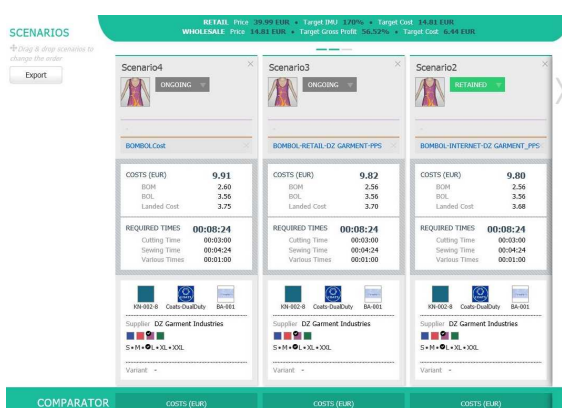 SCENARIOS
Drag & drop scenarios to
change the order
Export
RETAIL Price 39.99 EUR • Target IMU 170% • Target Cost 14.81 EUR
WHOLESALE Price 14.81 EUR • Target Gross Profit 56.52% • Target Cost 6.44 EUR
Scenario4
ONGOING
BOMBOLCost
COSTS (EUR) 9.91
BOM 2.60
BOL 3.56
Landed Cost 3.75
REQUIRED TIMES 00:08:24
Cutting Time 00:03:00
Sewing Time 00:04:24
Various Times 00:01:00
KN-002-8 Coats-DualDuty BA-001
Supplier DZ Garment Industries
S•M•L•XL•XXL
Variant -
Scenario3
ONGOING
BOMBOL-RETAIL-DZ GARMENT-PPS
COSTS (EUR) 9.82
BOM 2.56
BOL 3.56
Landed Cost 3.70
REQUIRED TIMES 00:08:24
Cutting Time 00:03:00
Sewing Time 00:04:24
Various Times 00:01:00
KN-002-8 Coats-DualDuty BA-001
Supplier DZ Garment Industries
S•M•L•XL•XXL
Variant -
Scenario2
RETAINED
BOMBOL-INTERNET-DZ GARMENT_PPS
COSTS (EUR) 9.80
BOM 2.56
BOL 3.56
Landed Cost 3.68
REQUIRED TIMES 00:08:24
Cutting Time 00:03:00
Sewing Time 00:04:24
Various Times 00:01:00
KN-002-8 Coats-DualDuty BA-001
Supplier DZ Garment Industries
S•M•L•XL•XXL
Variant -
COMPARATOR
COSTS (EUR)
COSTS (EUR)
COSTS (EUR)